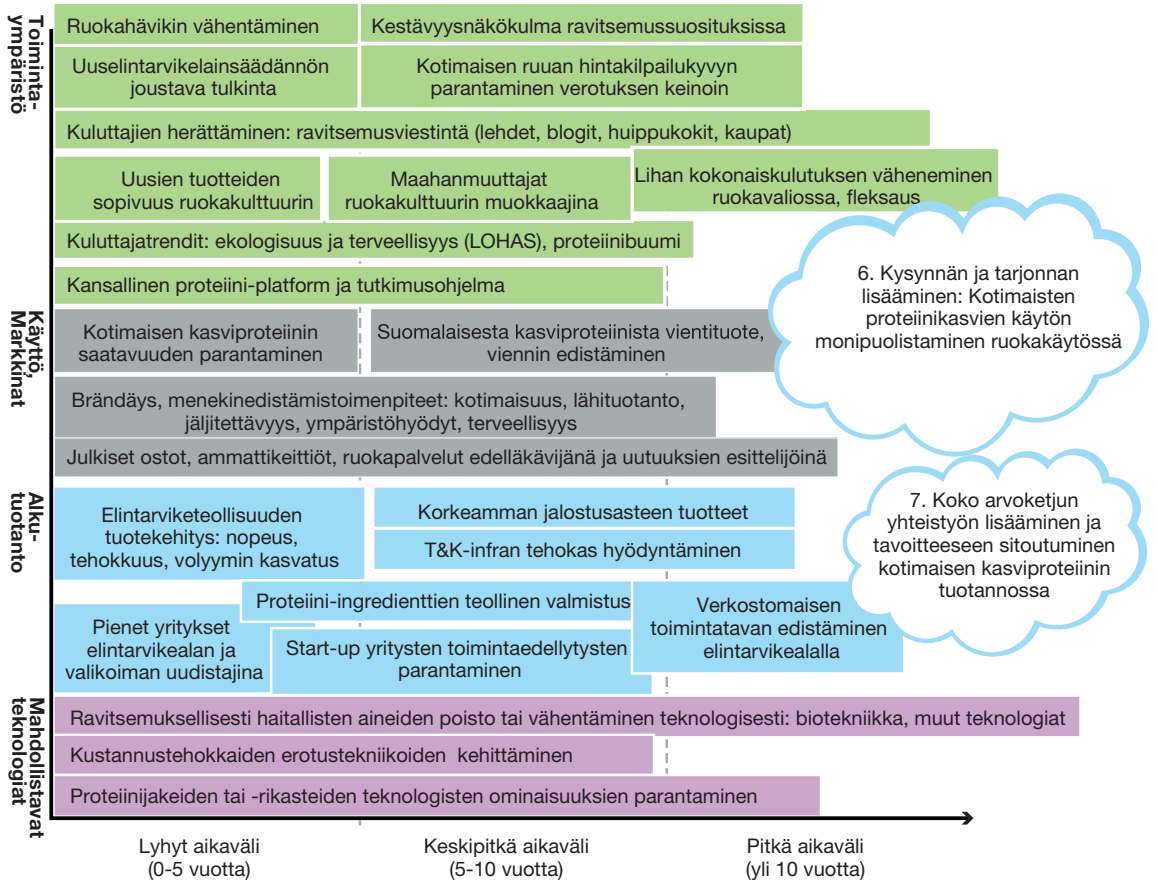 Toiminta-
ympäristö
Ruokahävikin vähentäminen
Kestävyysnäkökulma ravitsemussuosituksissa
Uuselintarvikelainsäädännön
joustava tulkinta
Kotimaisen ruuan hintakilpailukyvyn
parantaminen verotuksen keinoin
Kuluttajien herättäminen: ravitsemusviestintä (lehdet, blogit, huippukokit, kaupat)
Uusien tuotteiden
sopivuus ruokakulttuurin
Maahanmuuttajat
ruokakulttuurin muokkaajina
Lihan kokonaiskulutuksen väheneminen
ruokavaliossa, fleksaus
Kuluttajatrendit: ekologisuus ja terveellisyys (LOHAS), proteiinibuumi
Kansallinen proteiini-platform ja tutkimusohjelma
6. Kysynnän ja tarjonnan
lisääminen: Kotimaisten
proteiinikasvien käytön
monipuolistaminen ruokakäytössä
Käyttö,
Markkinat
Kotimaisen kasviproteiinin
saatavuuden parantaminen
Suomalaisesta kasviproteiinista vientituote,
viennin edistäminen
Brändäys, menekinedistämistoimenpiteet: kotimaisuus, lähituotanto,
jäljitettävyys, ympäristöhyödyt, terveellisyys
Julkiset ostot, ammattikeittiöt, ruokapalvelut edelläkävijänä ja uutuuksien esittelijöinä
7. Koko arvoketjun
yhteistyön lisääminen ja
tavoitteeseen sitoutuminen
kotimaisen kasviproteiinin
tuotannossa
Alku-
tuotanto
Elintarviketeollisuuden
tuotekehitys: nopeus,
tehokkuus, volyymin kasvatus
Korkeamman jalostusasteen tuotteet
T&K-infran tehokas hyödyntäminen
Proteiini-ingredienttien teollinen valmistus
Pienet yritykset
elintarvikealan ja
valikoiman uudistajina
Start-up yritysten toimintaedellytysten
parantaminen
Verkostomaisen
toimintatavan edistäminen
elintarvikealalla
Mahdollistavat
teknologiat
Ravitsemuksellisesti haitallisten aineiden poisto tai vähentäminen teknologisesti: biotekniikka, muut teknologiat
Kustannustehokkaiden erotustekniikoiden kehittäminen
Proteiinijakeiden tai -rikasteiden teknologisten ominaisuuksien parantaminen
Lyhyt aikaväli
(0-5 vuotta)
Keskipitkä aikaväli
(5-10 vuotta)
Pitkä aikaväli
(yli 10 vuotta)